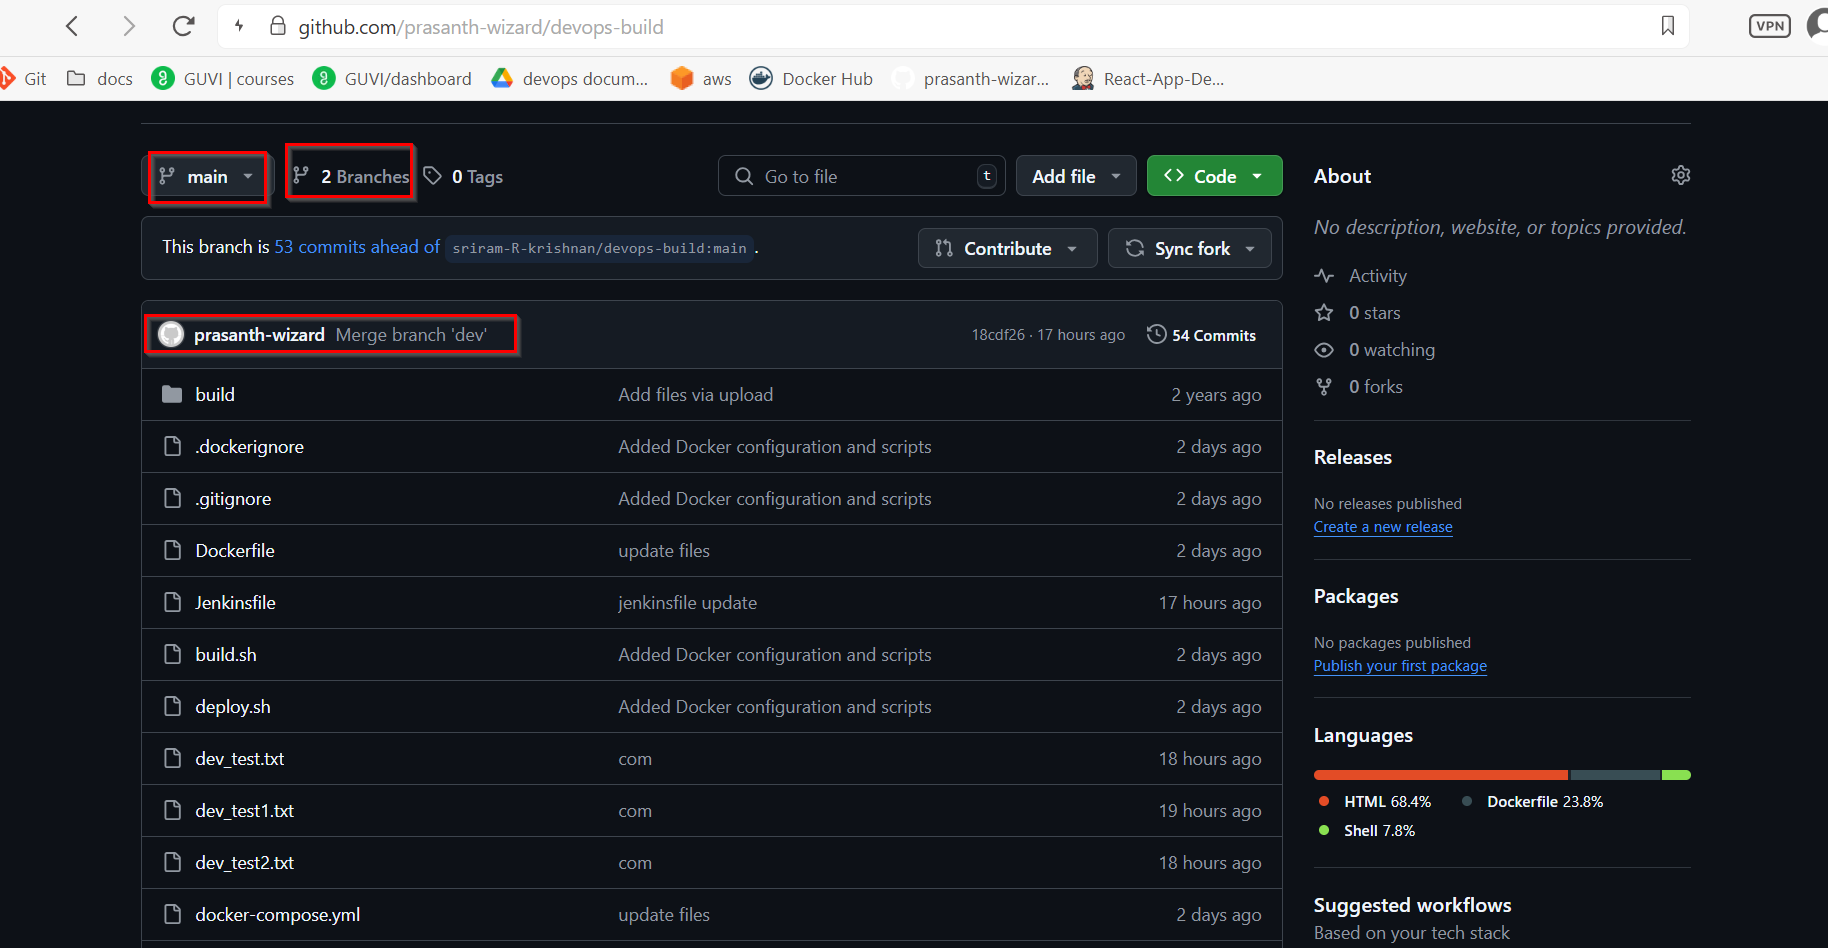 github.com/prasanth-wizard/devops-build
VPN
Git docs GUVI | courses GUVI/dashboard devops docum... aws Docker Hub prasanth-wizar... React-App-De...
main 2 Branches 0 Tags Go to file t Add file Code
This branch is 53 commits ahead of sriram-R-krishnan/devops-build:main .
Contribute Sync fork
prasanth-wizard Merge branch 'dev' 18cdf26 · 17 hours ago 54 Commits
build Add files via upload 2 years ago
.dockerignore Added Docker configuration and scripts 2 days ago
.gitignore Added Docker configuration and scripts 2 days ago
Dockerfile update files 2 days ago
Jenkinsfile jenkinsfile update 17 hours ago
build.sh Added Docker configuration and scripts 2 days ago
deploy.sh Added Docker configuration and scripts 2 days ago
dev_test.txt com 18 hours ago
dev_test1.txt com 19 hours ago
dev_test2.txt com 18 hours ago
docker-compose.yml update files 2 days ago
About
No description, website, or topics provided.
Activity
0 stars
0 watching
0 forks
Releases
No releases published
Create a new release
Packages
No packages published
Publish your first package
Languages
HTML 68.4% Dockerfile 23.8%
Shell 7.8%
Suggested workflows
Based on your tech stack